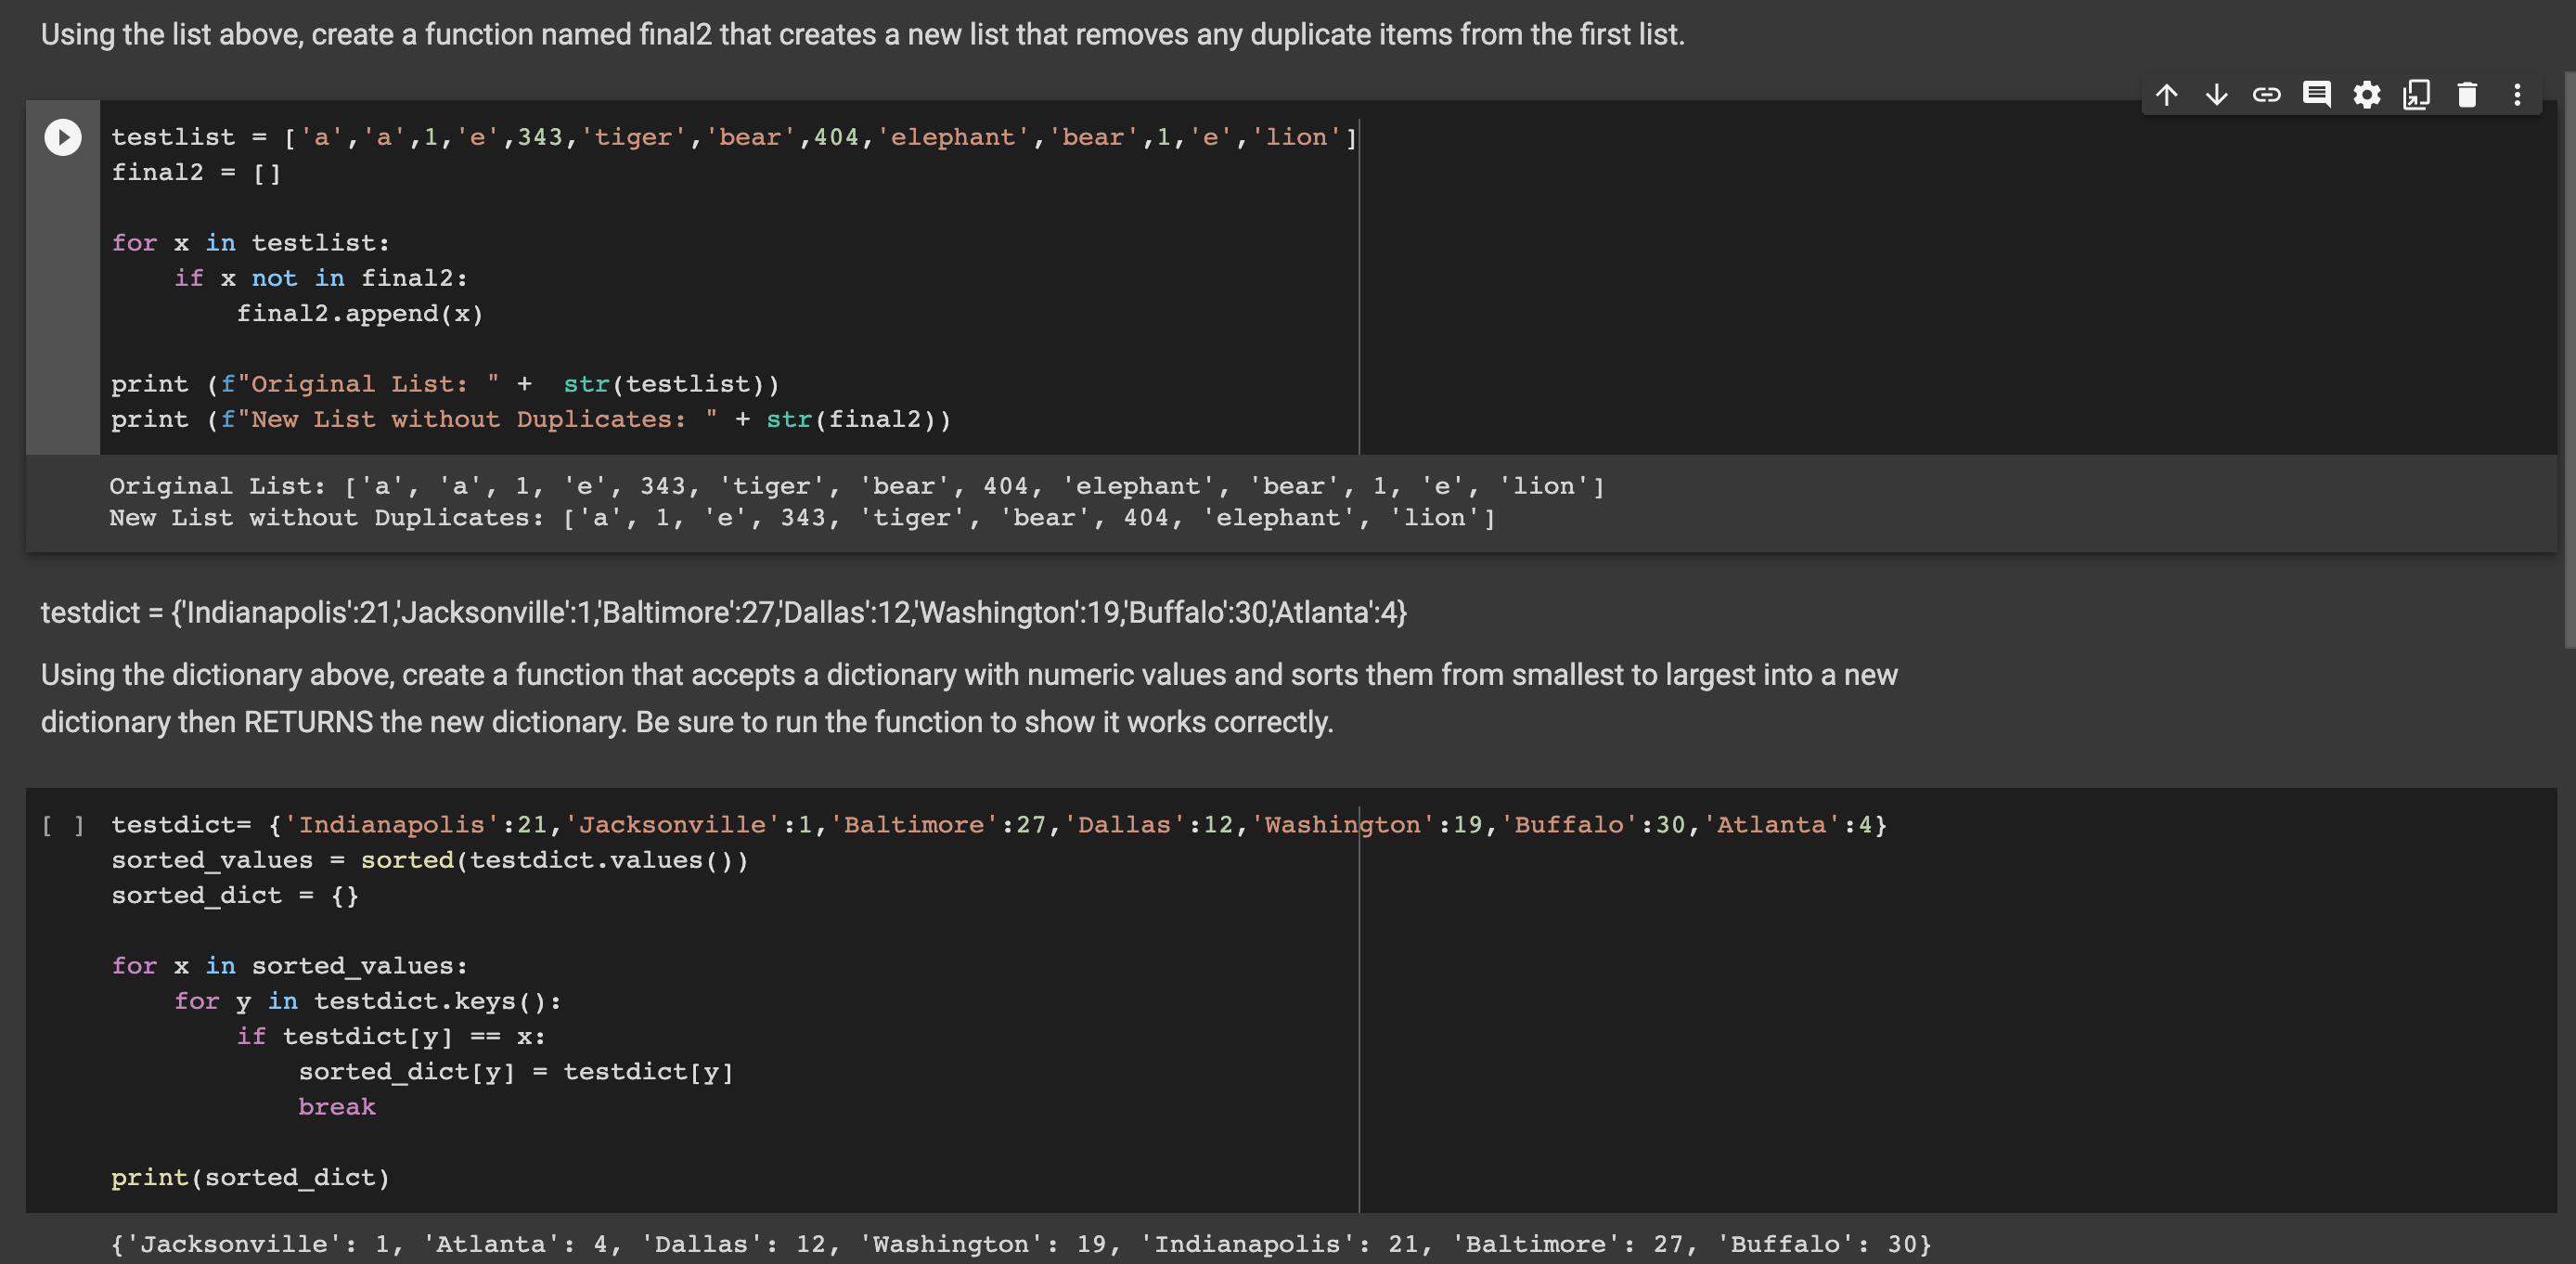 Using the list above, create a function named final2 that creates a new list that removes any duplicate items from the first list.
testlist = ['a','a',1,'e',343,'tiger','bear',404,'elephant','bear',1,'e','lion']
final2 = []
for x in testlist:
    if x not in final2:
        final2.append(x)
print (f"Original List: " +  str(testlist))
print (f"New List without Duplicates: " + str(final2))
Original List: ['a', 'a', 1, 'e', 343, 'tiger', 'bear', 404, 'elephant', 'bear', 1, 'e', 'lion']
New List without Duplicates: ['a', 1, 'e', 343, 'tiger', 'bear', 404, 'elephant', 'lion']
testdict = {'Indianapolis':21,'Jacksonville':1,'Baltimore':27,'Dallas':12,'Washington':19,'Buffalo':30,'Atlanta':4}
Using the dictionary above, create a function that accepts a dictionary with numeric values and sorts them from smallest to largest into a new
dictionary then RETURNS the new dictionary. Be sure to run the function to show it works correctly.
[ ] testdict= {'Indianapolis':21,'Jacksonville':1,'Baltimore':27,'Dallas':12,'Washington':19,'Buffalo':30,'Atlanta':4}
sorted_values = sorted(testdict.values())
sorted_dict = {}
for x in sorted_values:
    for y in testdict.keys():
        if testdict[y] == x:
            sorted_dict[y] = testdict[y]
            break
print(sorted_dict)
{'Jacksonville': 1, 'Atlanta': 4, 'Dallas': 12, 'Washington': 19, 'Indianapolis': 21, 'Baltimore': 27, 'Buffalo': 30}